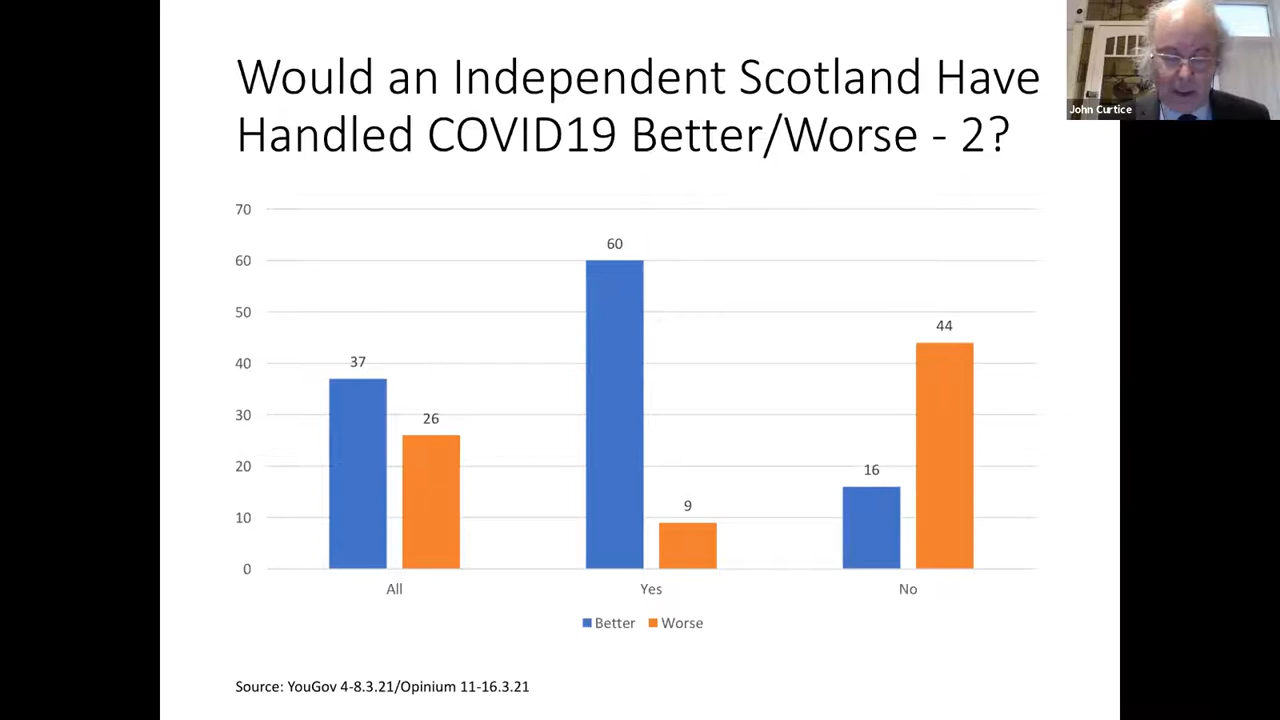 Would an Independent Scotland Have
Handled COVID19 Better/Worse - 2?
John Curtice
70
60
50
40
30
20
10
0
37
26
60
9
16
44
All
Yes
No
Better
Worse
Source: YouGov 4-8.3.21/Opinium 11-16.3.21